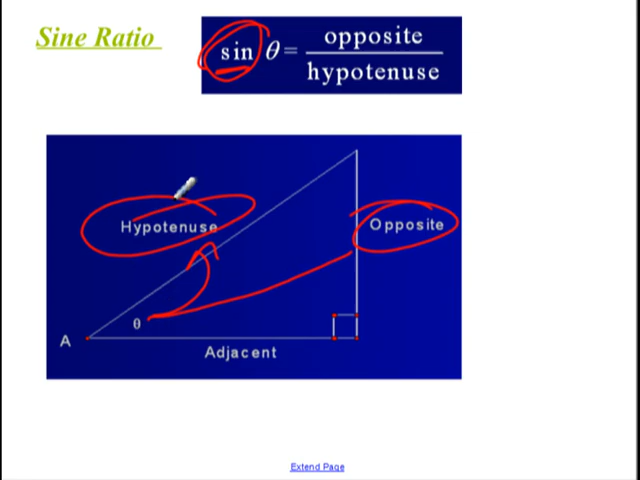 Sine Ratio
sin θ = opposite
hypotenuse
Hypotenuse
Opposite
θ
A
Adjacent
Extend Page